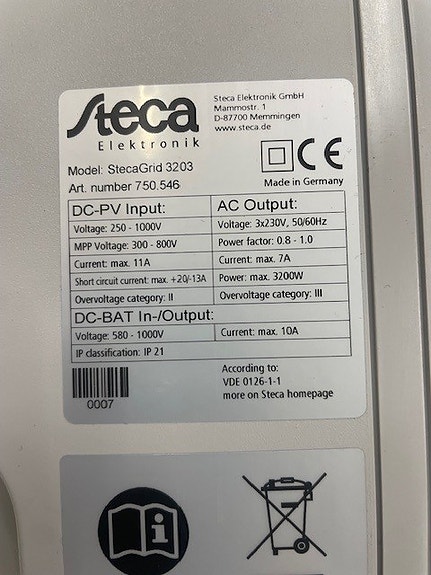 Steca
Elektronik
Steca Elektronik GmbH
Mammostr. 1
D-87700 Memmingen
www.steca.de
Model: StecaGrid 3203
Art. number 750.546
CE
Made in Germany
DC-PV Input:
Voltage: 250 - 1000V
MPP Voltage: 300 - 800V
Current: max. 11A
Short circuit current: max. +20/-13A
Overvoltage category: II
AC Output:
Voltage: 3x230V, 50/60Hz
Power factor: 0.8 - 1.0
Current: max. 7A
Power: max. 3200W
Overvoltage category: III
DC-BAT In-/Output:
Voltage: 580 - 1000V
Current: max. 10A
IP classification: IP 21
0007
According to:
VDE 0126-1-1
more on Steca homepage